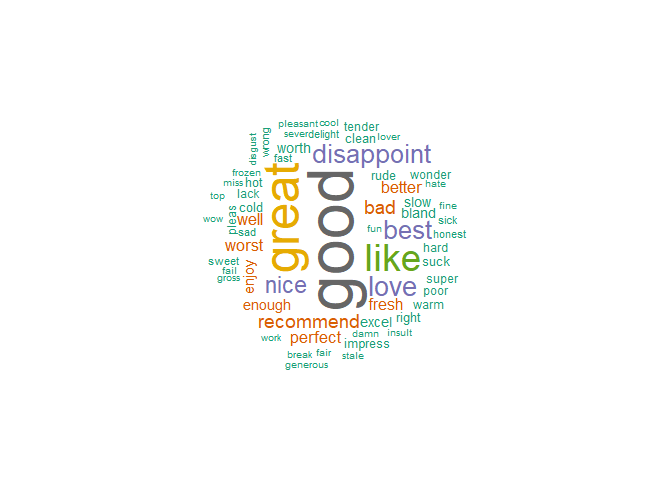 pleasant cool
tender
severdelight
clean lover
disgust
wrong
worth
disappoint
fast
frozen
rude wonder
miss hot
better hate
great
good
top
lack
slow fine
pleas
cold
bad
bland
wow
well
fun
best
sick
sad
honest
worst
like
hard
suck
sweet
fail
gross
enjoy
nice
love
super
poor
enough
fresh
warm
recommend
excel
right
work
perfect
damn
insult
impress
break fair
stale
generous